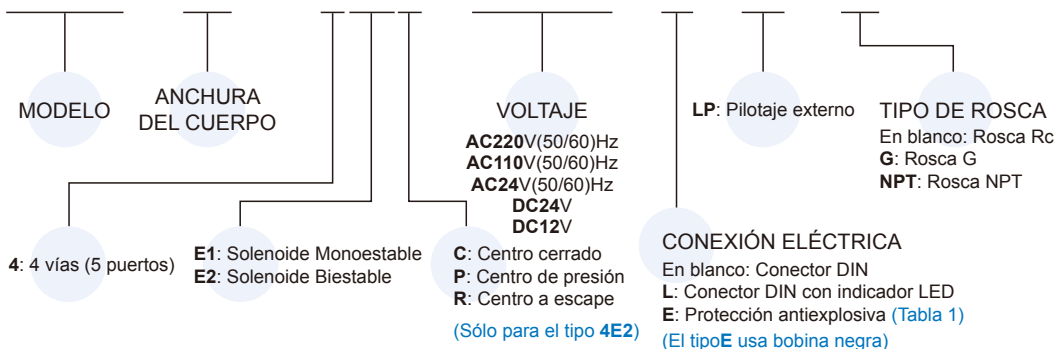 MODELO
ANCHURA
DEL CUERPO
VOLTAJE
AC220V(50/60)Hz
AC110V(50/60)Hz
AC24V(50/60)Hz
DC24V
DC12V
LP: Pilotaje externo
TIPO DE ROSCA
En blanco: Rosca Rc
G: Rosca G
NPT: Rosca NPT
4: 4 vías (5 puertos)
E1: Solenoide Monoestable
E2: Solenoide Biestable
C: Centro cerrado
P: Centro de presión
R: Centro a escape
(Sólo para el tipo 4E2)
CONEXIÓN ELÉCTRICA
En blanco: Conector DIN
L: Conector DIN con indicador LED
E: Protección antiexplosiva (Tabla 1)
(El tipoE usa bobina negra)